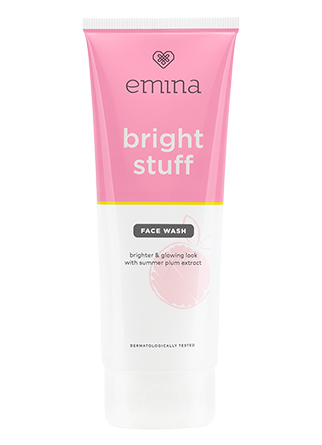 emina
bright
stuff
FACE WASH
brighter & glowing look
with summer plum extract
DERMATOLOGICALLY TESTED